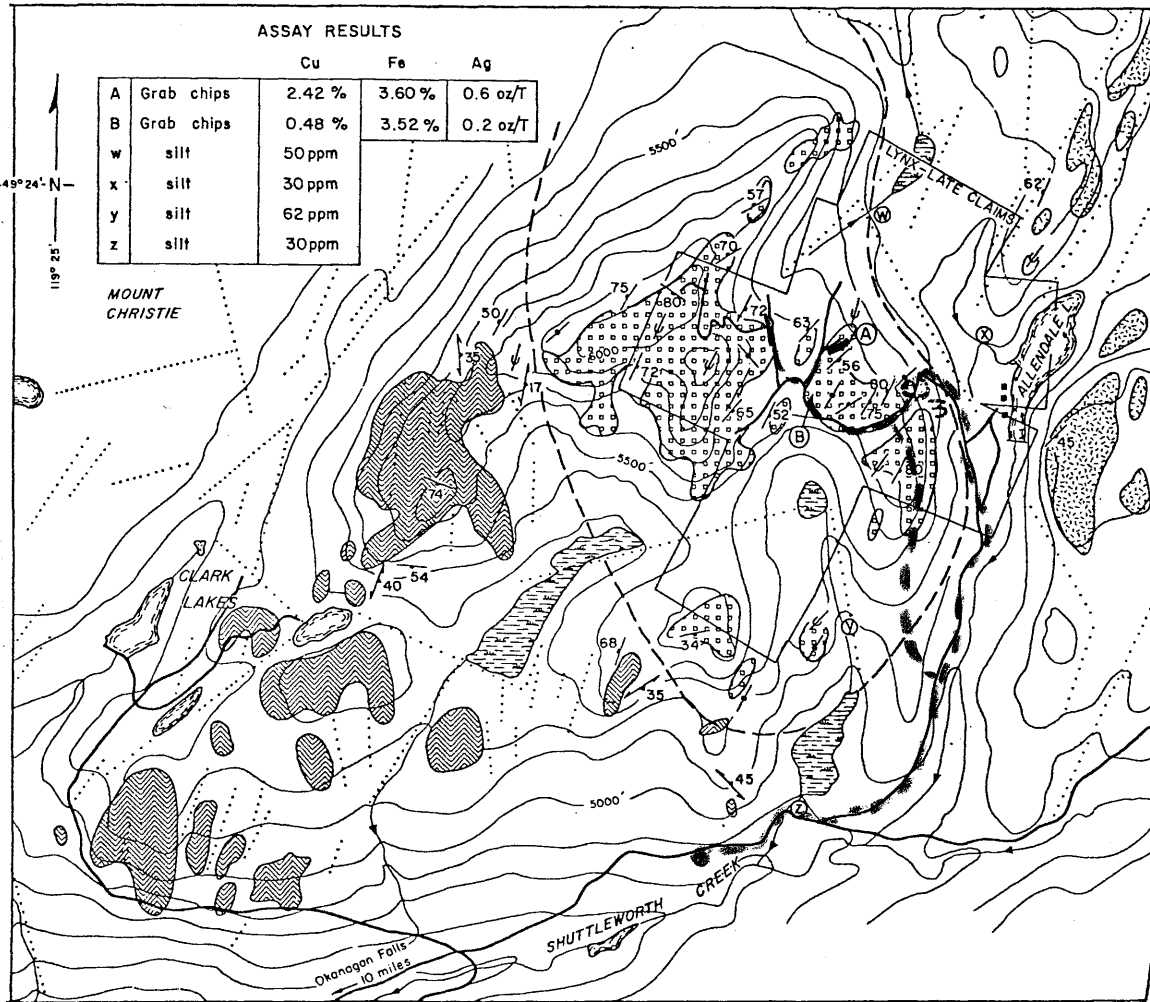 ASSAY RESULTS
Cu Fe Ag
A Grab chips 2.42 % 3.60 % 0.6 oz/T
B Grab chips 0.48 % 3.52 % 0.2 oz/T
w silt 50 ppm
x silt 30 ppm
y silt 62 ppm
z silt 30 ppm
49° 24' N
119° 25'
MOUNT
CHRISTIE
5500'
LYNX-LATE CLAIMS
62
57
W
70
75
80
50
72
63
A
X
ALLENDALE
35
6000
56
17
72
80
65
52
75
B
45
5500'
74
40
54
CLARK
LAKES
Y
68
34
35
45
5000'
Z
CREEK
SHUTTLEWORTH
Okanagan Falls
10 miles